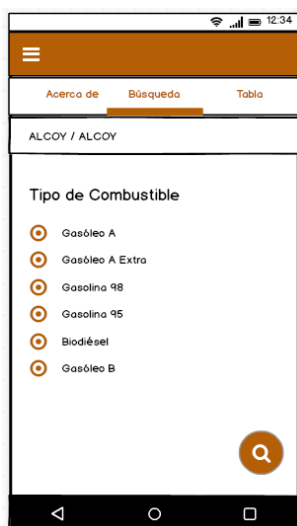 12:34
Acerca de Búsqueda Tabla
ALCOY / ALCOY
Tipo de Combustible
Gasóleo A
Gasóleo A Extra
Gasolina 98
Gasolina 95
Biodiésel
Gasóleo B